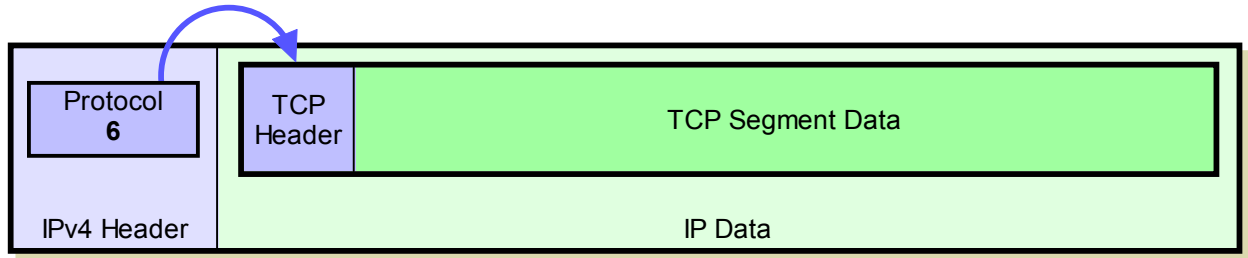 Protocol
6
TCP
Header
TCP Segment Data
IPv4 Header
IP Data